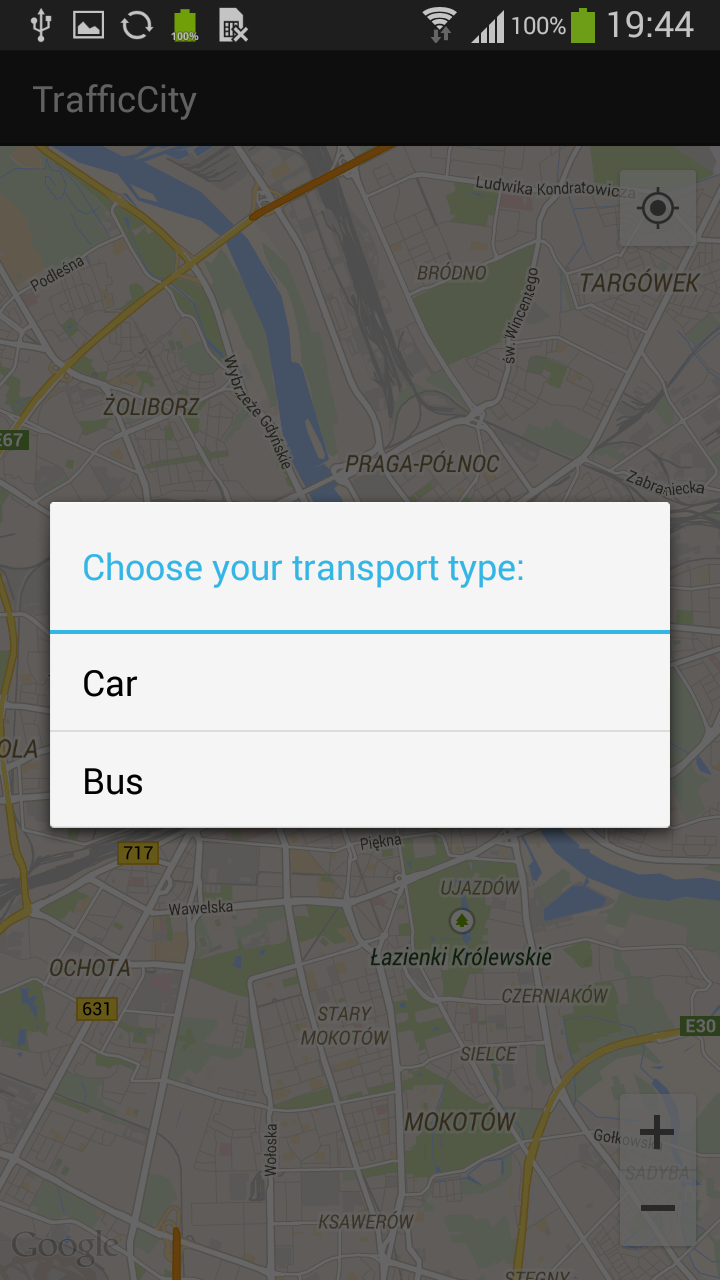 100%
100%
19:44
TrafficCity
Ludwika Kondratowicza
Podleśna
BRÓDNO
TARGÓWEK
św. Wincentego
Wybrzeże Gdyńskie
ŻOLIBORZ
E67
PRAGA-PÓŁNOC
Zabraniecka
Choose your transport type:
Car
OLA
Bus
717
Piękna
UJAZDÓW
Wawelska
Łazienki Królewskie
OCHOTA
CZERNIAKÓW
631
STARY
MOKOTÓW
E30
SIELCE
MOKOTÓW
Wołoska
Gołkowska
SADYBA
KSAWERÓW
Google
STEGNY